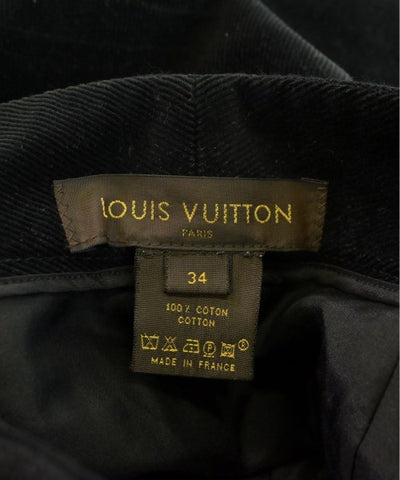 LOUIS VUITTON
PARIS
34
100% COTON
COTTON
P ®
MADE IN FRANCE